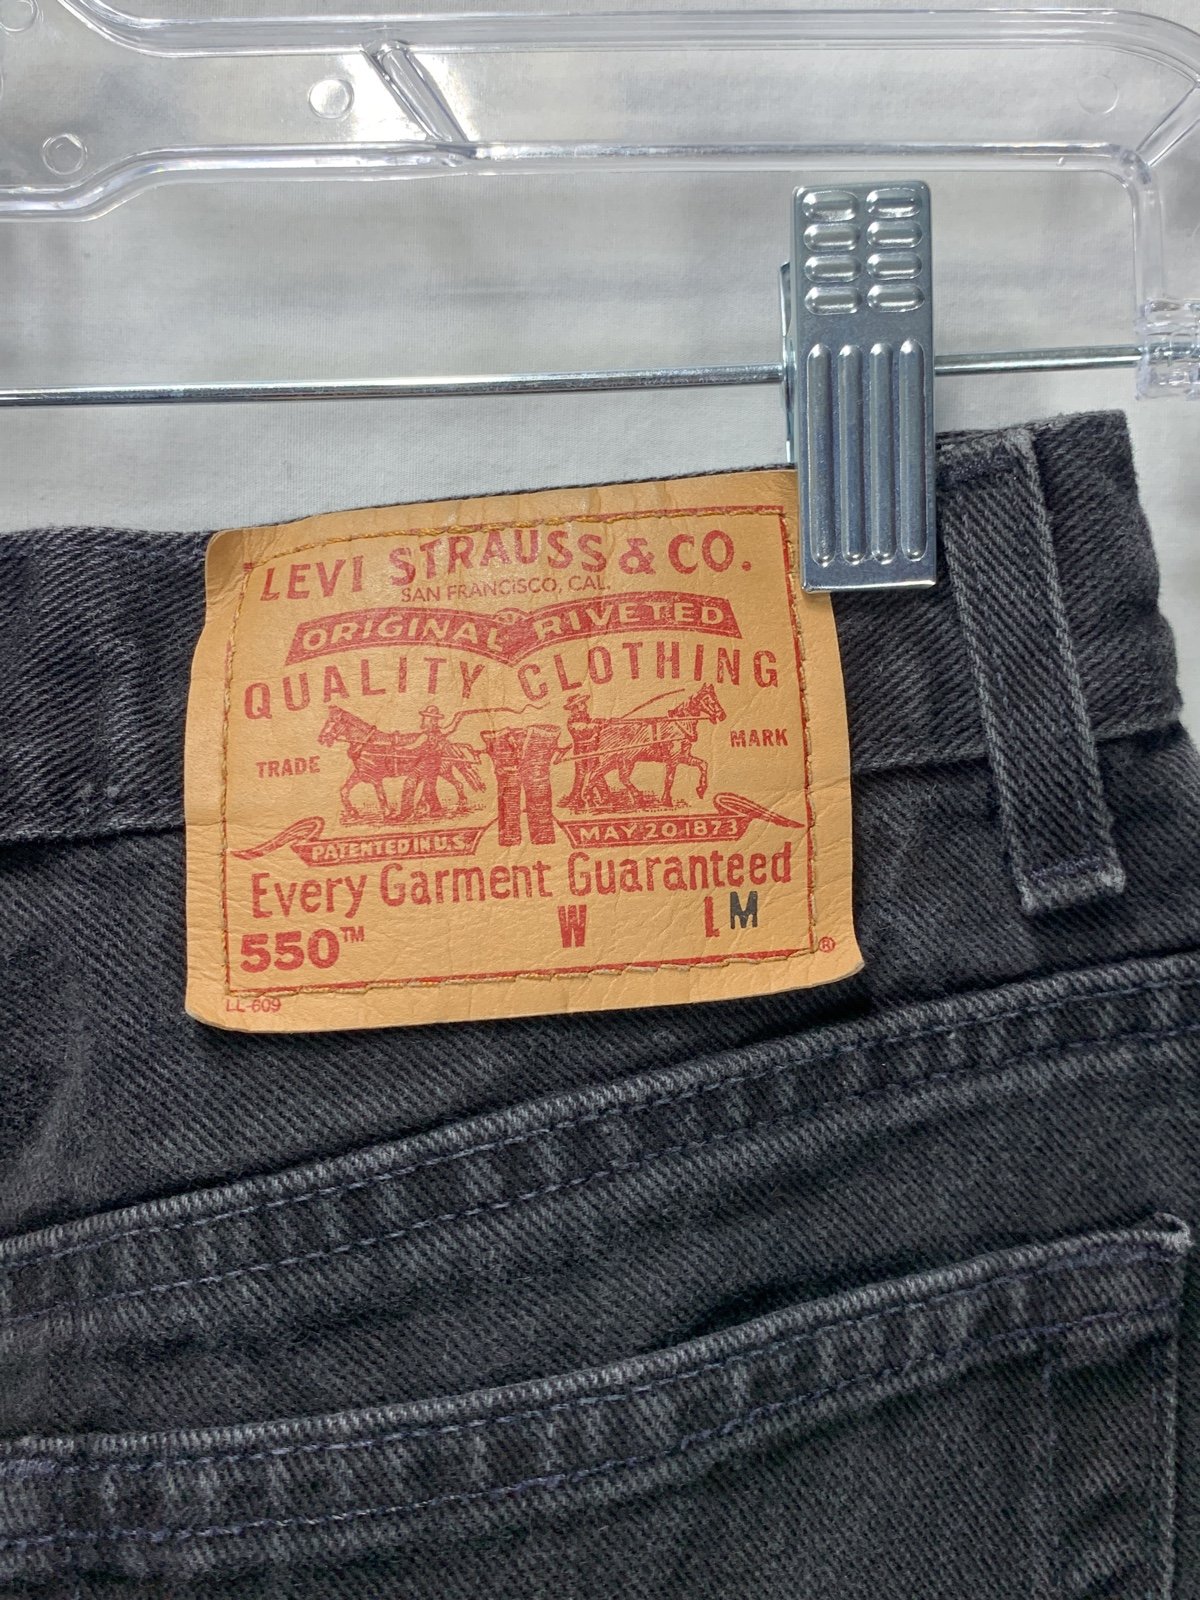 LEVI STRAUSS & CO.
SAN FRANCISCO, CAL.
ORIGINAL RIVETED
QUALITY CLOTHING
TRADE MARK
PATENTED IN U.S. MAY 20 1873
Every Garment Guaranteed
550™ W L M
®
LL-609